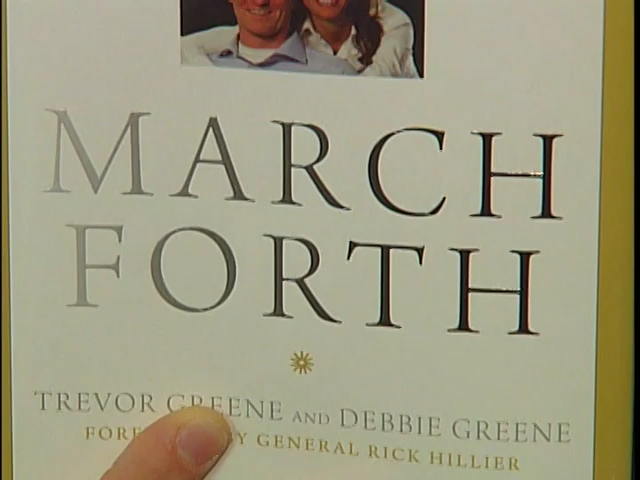 MARCH
FORTH
TREVOR GREENE AND DEBBIE GREENE
GENERAL RICK HILLIER